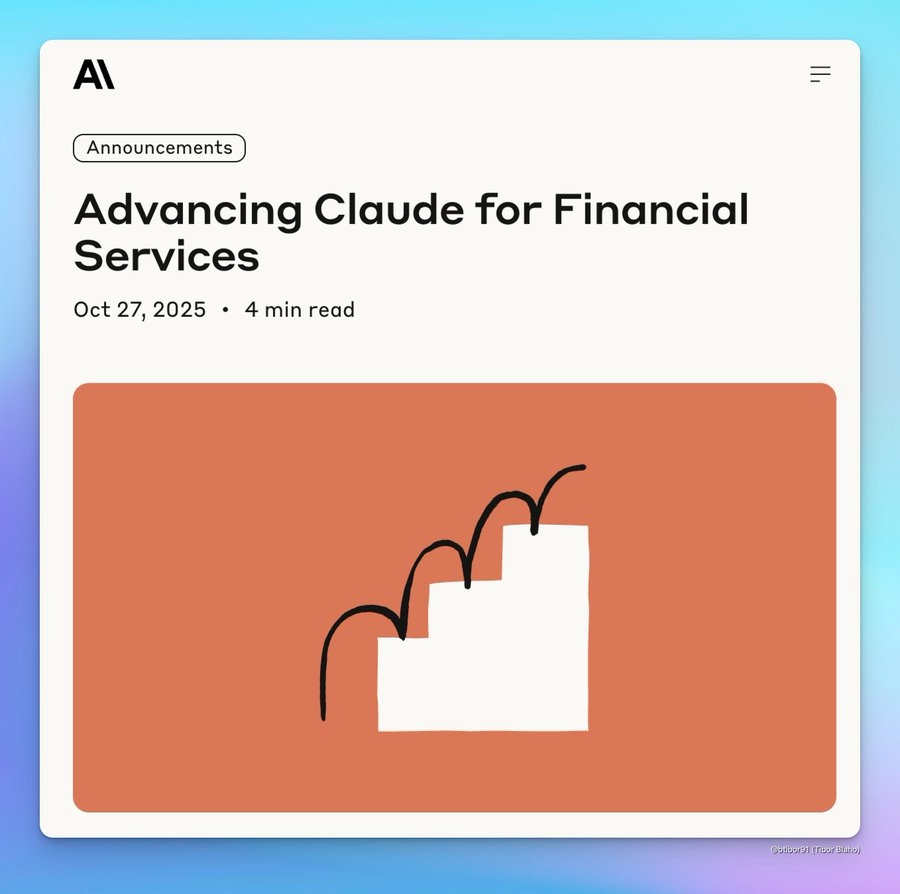 A\
Announcements
Advancing Claude for Financial
Services
Oct 27, 2025 • 4 min read
@btibor91 (Tibor Blaho)